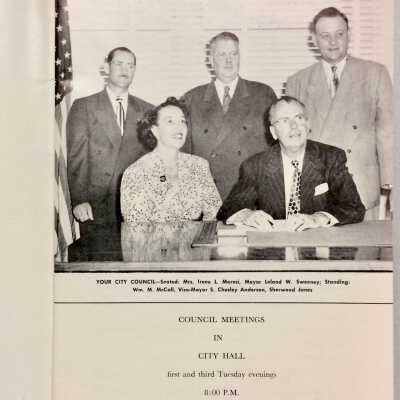 YOUR CITY COUNCIL—Seated: Mrs. Irene L. Moresi, Mayor Leland W. Sweeney; Standing:
Wm. M. McCall, Vice-Mayor S. Chesley Anderson, Sherwood Jones
COUNCIL MEETINGS
IN
CITY HALL
first and third Tuesday evenings
8:00 P.M.